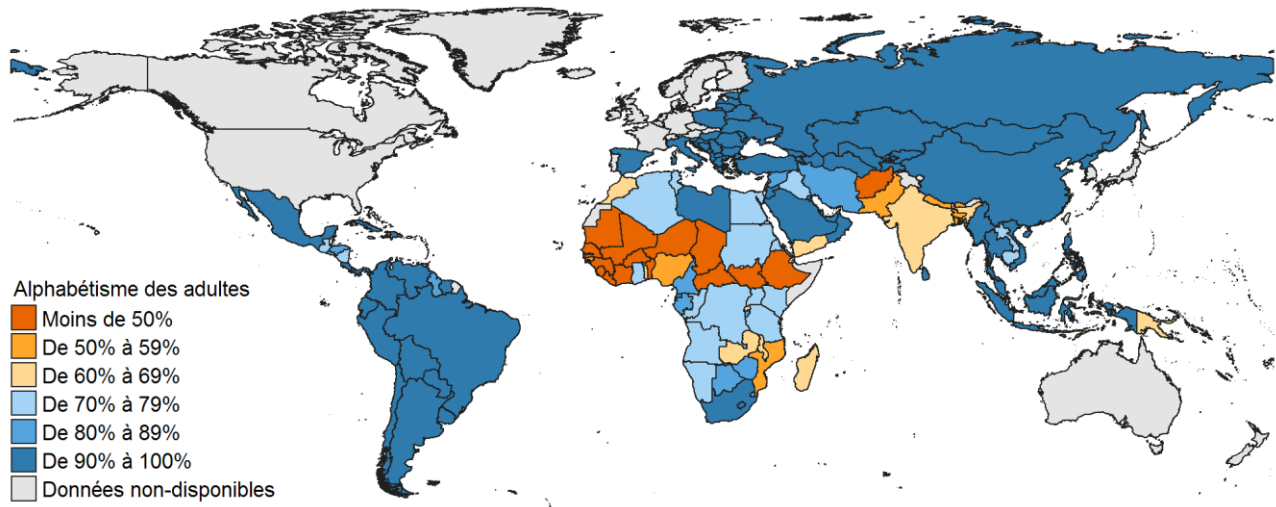 Alphabétisme des adultes
Moins de 50%
De 50% à 59%
De 60% à 69%
De 70% à 79%
De 80% à 89%
De 90% à 100%
Données non-disponibles